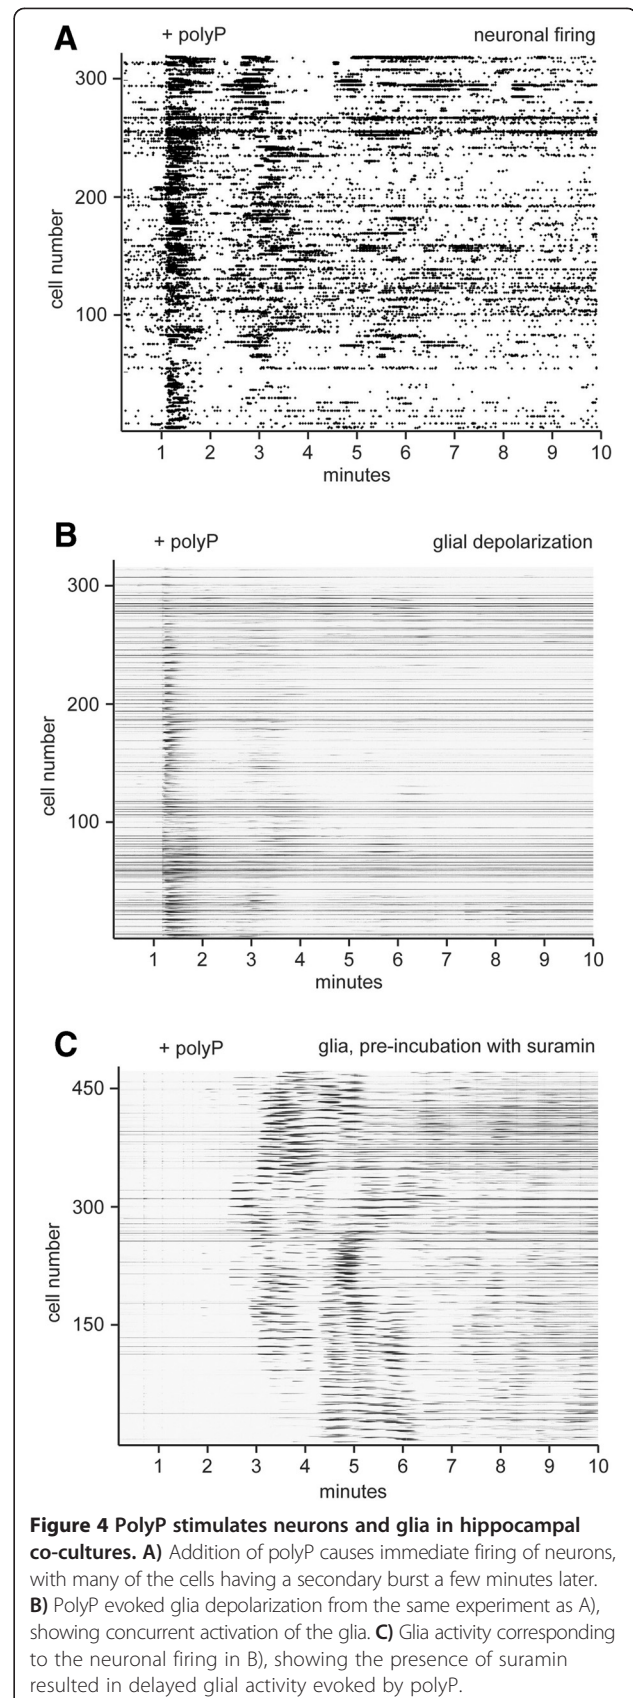 A
+ polyP
neuronal firing
300
200
100
cell number
1 2 3 4 5 6 7 8 9 10
minutes
B
+ polyP
glial depolarization
300
200
100
cell number
1 2 3 4 5 6 7 8 9 10
minutes
C
+ polyP
glia, pre-incubation with suramin
450
300
150
cell number
1 2 3 4 5 6 7 8 9 10
minutes
Figure 4 PolyP stimulates neurons and glia in hippocampal
co-cultures. A) Addition of polyP causes immediate firing of neurons,
with many of the cells having a secondary burst a few minutes later.
B) PolyP evoked glia depolarization from the same experiment as A),
showing concurrent activation of the glia. C) Glia activity corresponding
to the neuronal firing in B), showing the presence of suramin
resulted in delayed glial activity evoked by polyP.